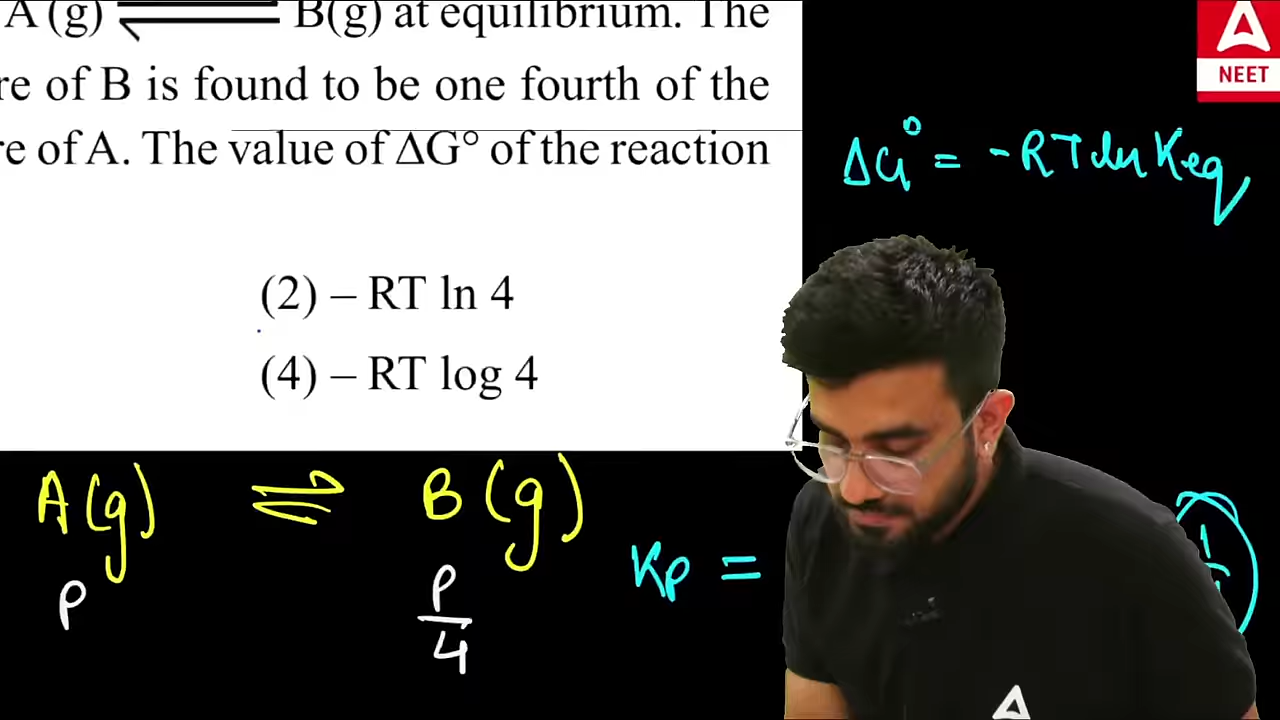 A (g) ⇌ B(g) at equilibrium. The
re of B is found to be one fourth of the
re of A. The value of ΔG° of the reaction
(2) – RT ln 4
(4) – RT log 4
NEET
ΔG° = -RT ln Keq
A(g) ⇌ B(g)
P P/4
Kp =
1